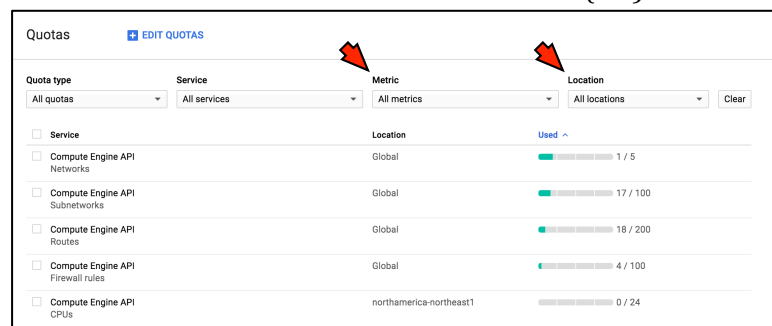 Quotas EDIT QUOTAS
Quota type Service Metric Location
All quotas All services All metrics All locations Clear
Service Location Used
Compute Engine API Global 1 / 5
Networks
Compute Engine API Global 17 / 100
Subnetworks
Compute Engine API Global 18 / 200
Routes
Compute Engine API Global 4 / 100
Firewall rules
Compute Engine API northamerica-northeast1 0 / 24
CPUs